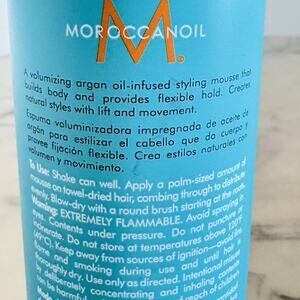 MOROCCANOIL
M.
A volumizing argan oil-infused styling mousse that
builds body and provides flexible hold. Creates
natural styles with lift and movement.
Espuma voluminizadora impregnada de aceite de
argán para estilizar el cabello que da cuerpo y
provee fijación flexible. Crea estilos naturales con
volumen y movimiento.
To Use: Shake can well. Apply a palm-sized amount of
mousse on towel-dried hair, combing through to distribute
evenly. Blow-dry with a round brush starting at the roots.
Warning: EXTREMELY FLAMMABLE. Avoid spraying in
eyes. Contents under pressure. Do not puncture or
incinerate. Do not store at temperatures above 120°F
(49°C). Keep away from sources of ignition—avoid fire,
flame and smoking during use and until hair is
thoroughly dry. Use only as directed. Intentional misuse
by deliberately concentrating and inhaling contents
can be harmful